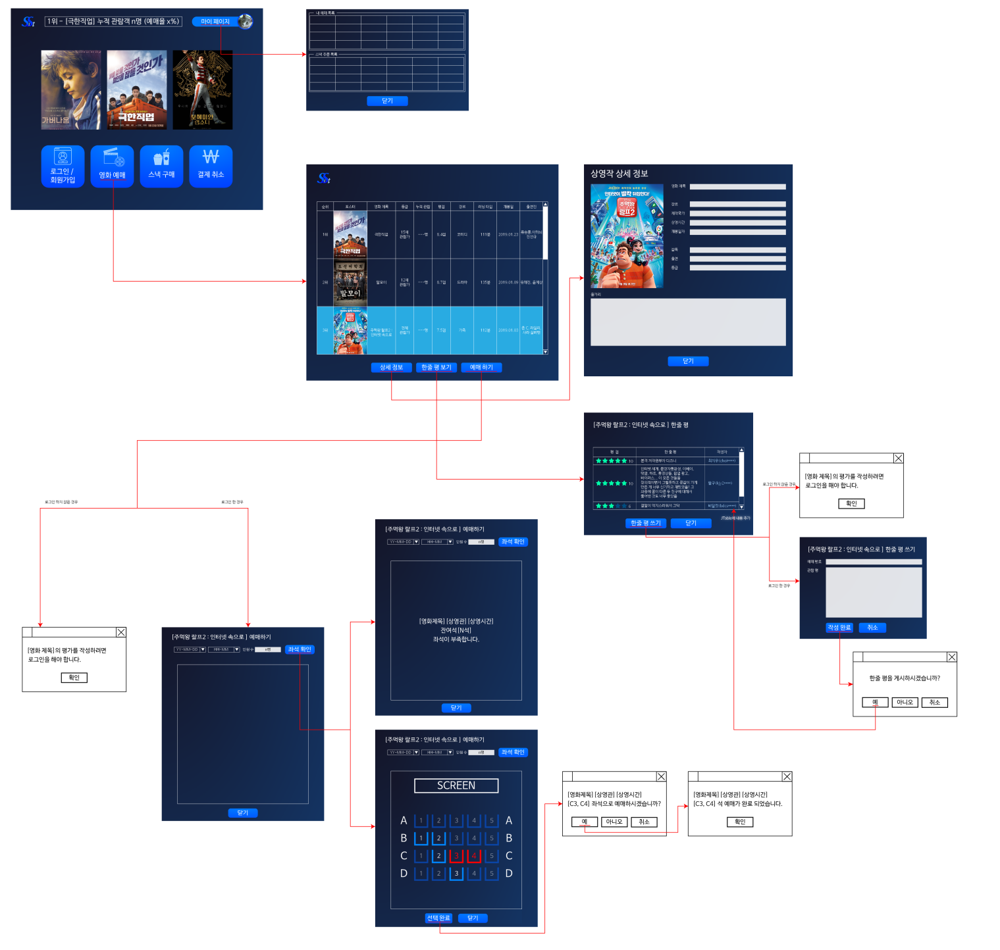 1위 - [극한직업] 누적 관람객 n명 (예매율 x%)
마이 페이지
가버나움
극한직업
보헤미안
랩소디
로그인 /
회원가입
영화 예매
스낵 구매
결제 취소
내 예매 목록
스낵 주문 목록
닫기
순위
포스터
영화 제목
등급
누적 관람
평점
장르
러닝 타임
개봉일
출연진
1위
극한직업
극한직업
15세
관람가
---명
8.4점
코미디
111분
2019.01.23
류승룡,이하늬
진선규
2위
말모이
말모이
12세
관람가
---명
8.7점
드라마
135분
2019.01.09
유해진, 윤계상
3위
주먹왕 랄프2 :
인터넷 속으로
전체
관람가
---명
7.5점
가족
112분
2019.01.03
존 C. 라일리,
사라 실버맨
상세 정보
한줄 평 보기
예매 하기
상영작 상세 정보
인터넷이 발칵 뒤집힌다!
주먹왕
랄프2
영화 제목
장르
제작국가
상영시간
개봉일자
감독
출연
등급
줄거리
닫기
[주먹왕 랄프2 : 인터넷 속으로 ] 한줄 평
평 점
한 줄 평
작성자
10
본격 저작권부자 디즈니
최지우(choi****)
10
6
결말이 억지스러워서 그닥
한줄 평 쓰기
닫기
JTable에 내용 추가
로그인 하지 않은 경우
[영화 제목] 의 평가를 작성하려면
로그인을 해야 합니다.
확인
로그인 한 경우
[주먹왕 랄프2 : 인터넷 속으로 ] 한줄 평 쓰기
예매 번호
관람 평
작성 완료
취소
한줄 평을 게시하시겠습니까?
예
아니오
취소
로그인 하지 않은 경우
로그인 한 경우
[영화 제목] 의 평가를 작성하려면
로그인을 해야 합니다.
확인
[주먹왕 랄프2 : 인터넷 속으로 ] 예매하기
YY-MM-DD
HH-MM
인원 수
n명
좌석 확인
닫기
[주먹왕 랄프2 : 인터넷 속으로 ] 예매하기
YY-MM-DD
HH-MM
인원 수
n명
좌석 확인
[영화제목] [상영관] [상영시간]
잔여석 [N석]
좌석이 부족합니다.
닫기
[주먹왕 랄프2 : 인터넷 속으로 ] 예매하기
YY-MM-DD
HH-MM
인원 수
n명
좌석 확인
SCREEN
A 1 2 3 4 5 A
B 1 2 3 4 5 B
C 1 2 3 4 5 C
D 1 2 3 4 5 D
선택 완료
닫기
[영화제목] [상영관] [상영시간]
[C3, C4] 좌석으로 예매하시겠습니까?
예
아니오
취소
[영화제목] [상영관] [상영시간]
[C3, C4] 석 예매가 완료 되었습니다.
확인